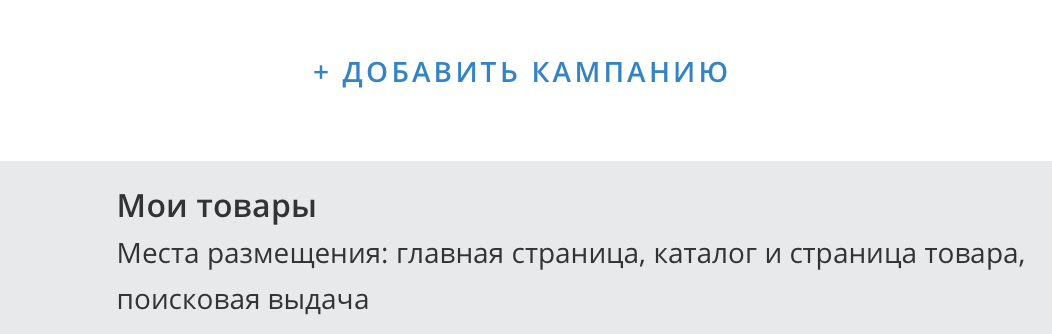 + ДОБАВИТЬ КАМПАНИЮ
Мои товары
Места размещения: главная страница, каталог и страница товара,
поисковая выдача